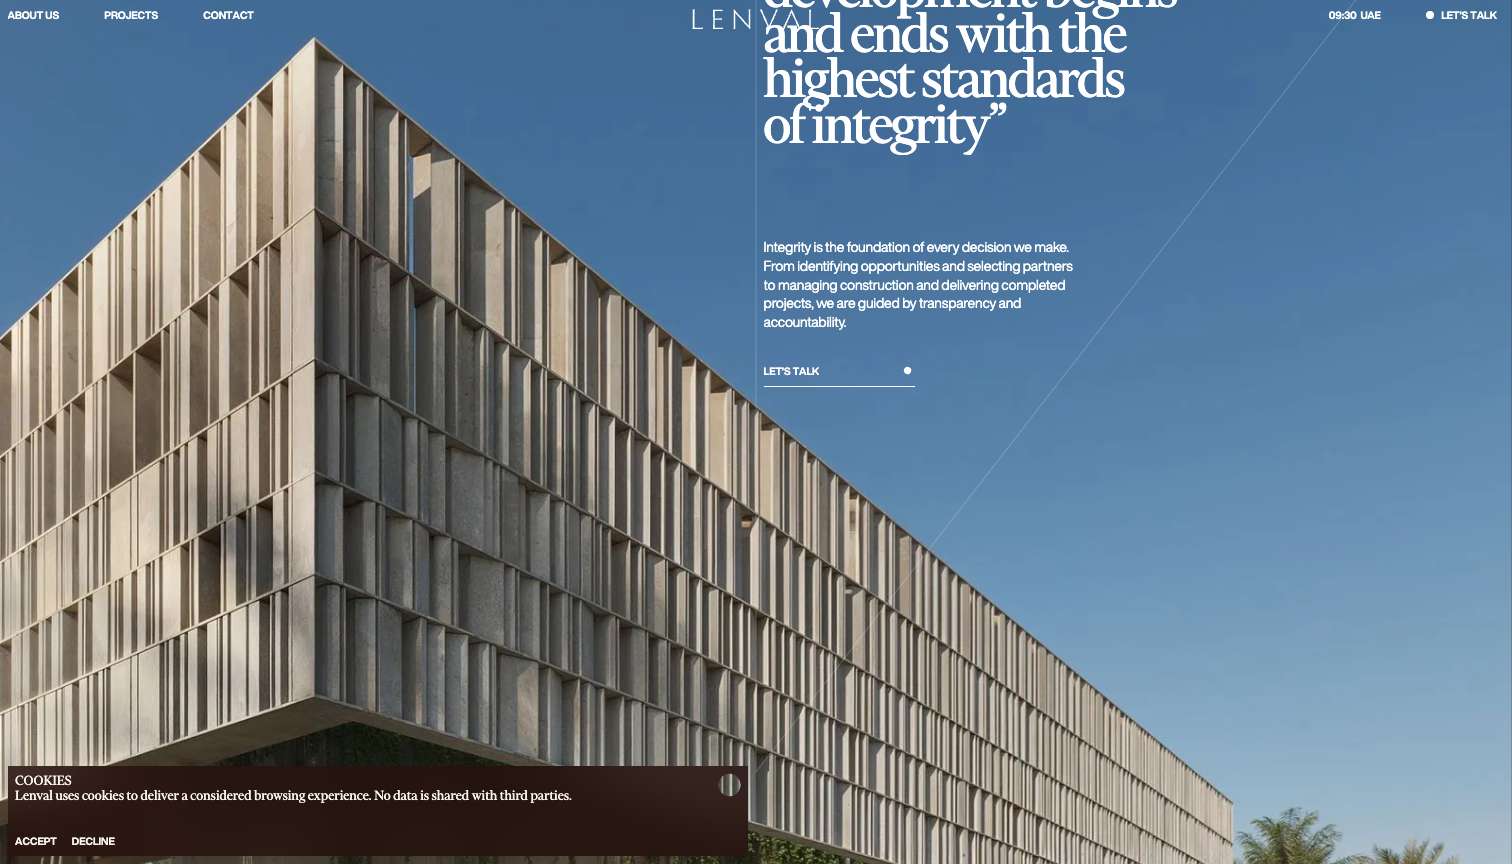 ABOUT US
PROJECTS
CONTACT
LENVAL
09:30 UAE
LET'S TALK
development begins
and ends with the
highest standards
of integrity”
Integrity is the foundation of every decision we make.
From identifying opportunities and selecting partners
to managing construction and delivering completed
projects, we are guided by transparency and
accountability.
LET'S TALK
COOKIES
Lenval uses cookies to deliver a considered browsing experience. No data is shared with third parties.
ACCEPT
DECLINE